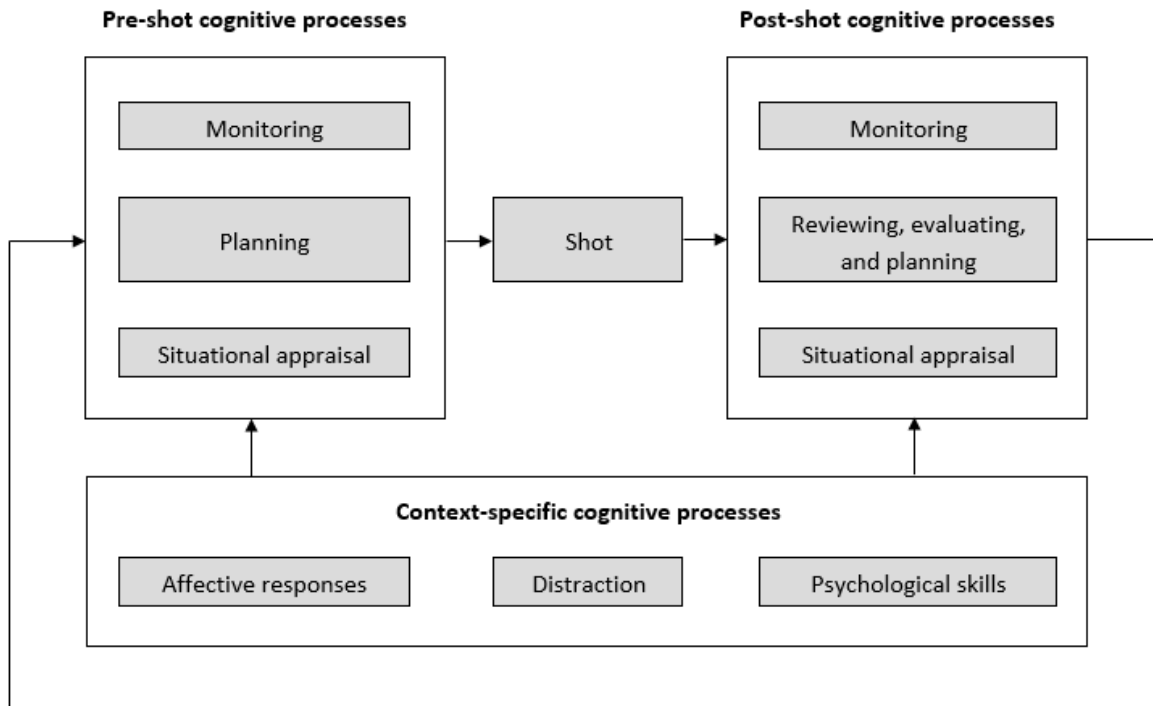 Pre-shot cognitive processes
Post-shot cognitive processes
Monitoring
Planning
Situational appraisal
Shot
Monitoring
Reviewing, evaluating,
and planning
Situational appraisal
Context-specific cognitive processes
Affective responses
Distraction
Psychological skills